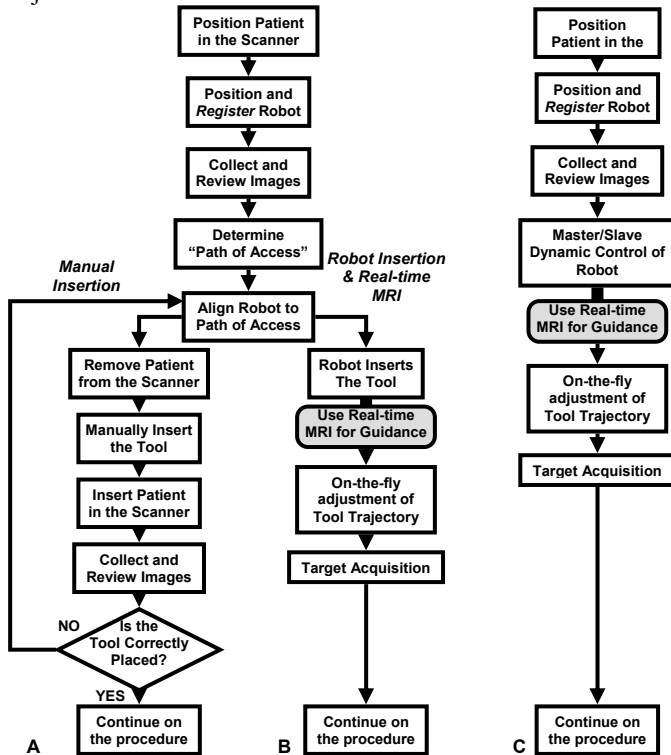 Position Patient
in the Scanner
Position and
Register Robot
Collect and
Review Images
Determine
“Path of Access”
Manual
Insertion
Robot Insertion
& Real-time
MRI
Align Robot to
Path of Access
Remove Patient
from the Scanner
Manually Insert
the Tool
Insert Patient
in the Scanner
Collect and
Review Images
NO
Is the
Tool Correctly
Placed?
YES
Continue on
the procedure
A
Robot Inserts
The Tool
Use Real-time
MRI for Guidance
On-the-fly
adjustment of
Tool Trajectory
Target Acquisition
Continue on
the procedure
B
Position
Patient in the
Position and
Register Robot
Collect and
Review Images
Master/Slave
Dynamic Control of
Robot
Use Real-time
MRI for Guidance
On-the-fly
adjustment of
Tool Trajectory
Target Acquisition
Continue on
the procedure
C